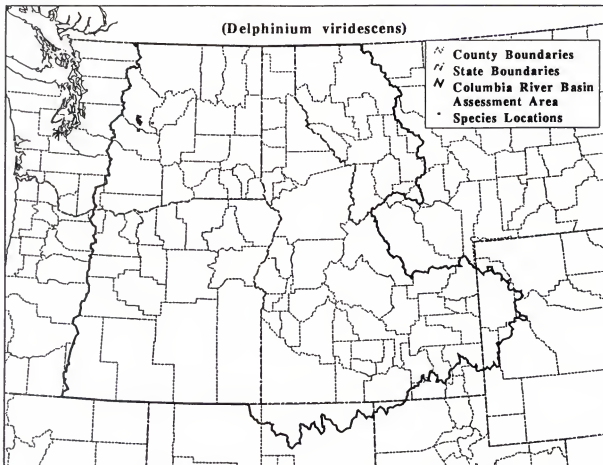 (Delphinium viridescens)
County Boundaries
State Boundaries
Columbia River Basin
Assessment Area
Species Locations